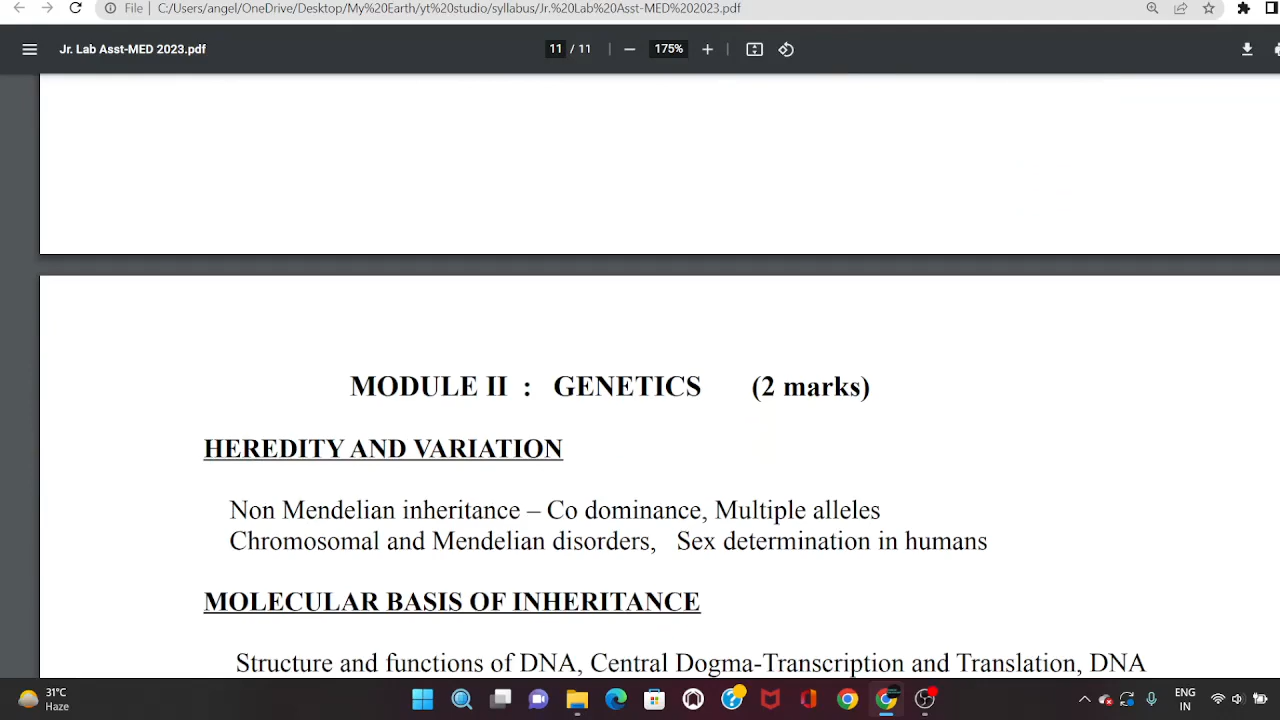 File C:/Users/angel/OneDrive/Desktop/My%20Earth/yt%20studio/syllabus/Jr.%20Lab%20Asst-MED%202023.pdf
Jr. Lab Asst-MED 2023.pdf 11 / 11 − 175% +
MODULE II : GENETICS (2 marks)
HEREDITY AND VARIATION
Non Mendelian inheritance – Co dominance, Multiple alleles
Chromosomal and Mendelian disorders, Sex determination in humans
MOLECULAR BASIS OF INHERITANCE
Structure and functions of DNA, Central Dogma-Transcription and Translation, DNA
31°C
Haze
ENG
IN